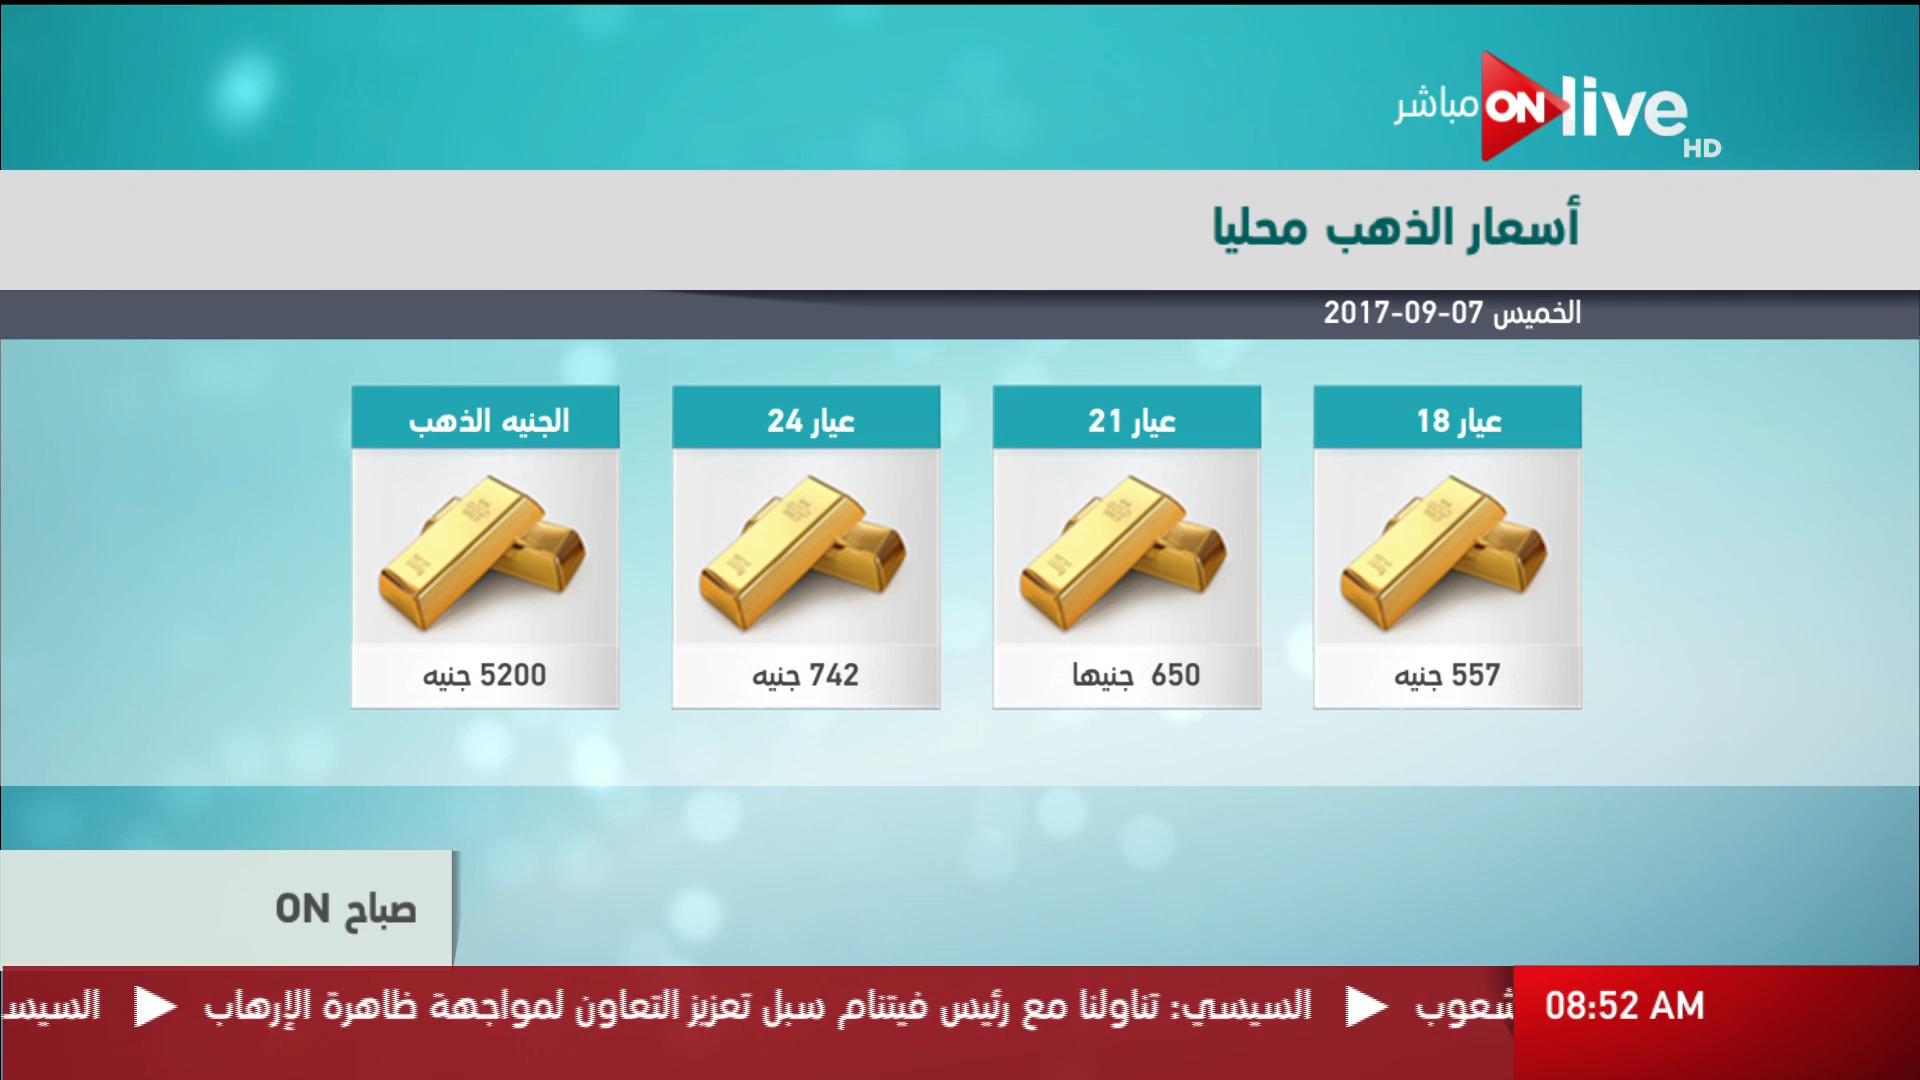 مباشر ON live
HD
أسعار الذهب محليا
الخميس 07-09-2017
عيار 18
عيار 21
عيار 24
الجنيه الذهب
557 جنيه
650 جنيها
742 جنيه
5200 جنيه
صباح ON
08:52 AM
السيسي: تناولنا مع رئيس فيتنام سبل تعزيز التعاون لمواجهة ظاهرة الإرهاب